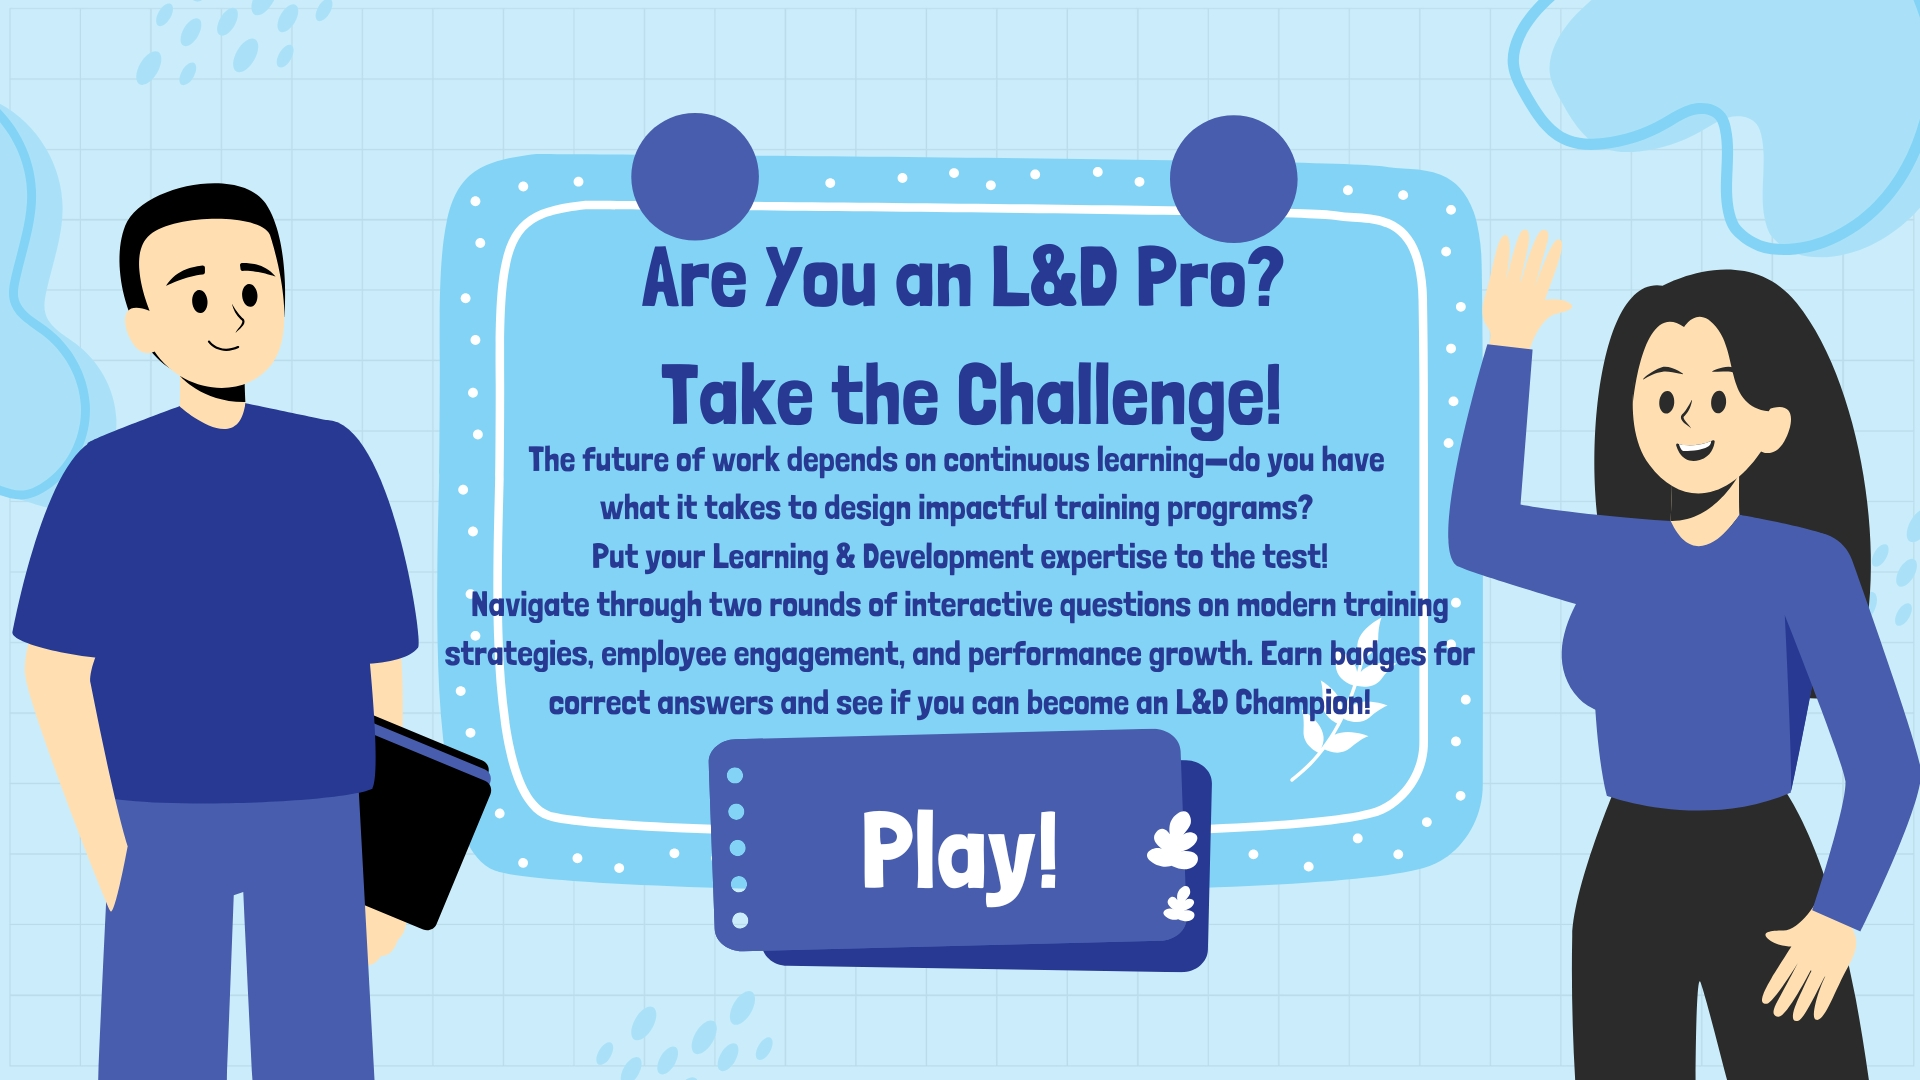 Are You an L&D Pro?
Take the Challenge!
The future of work depends on continuous learning—do you have
what it takes to design impactful training programs?
Put your Learning & Development expertise to the test!
Navigate through two rounds of interactive questions on modern training
strategies, employee engagement, and performance growth. Earn badges for
correct answers and see if you can become an L&D Champion!
Play!